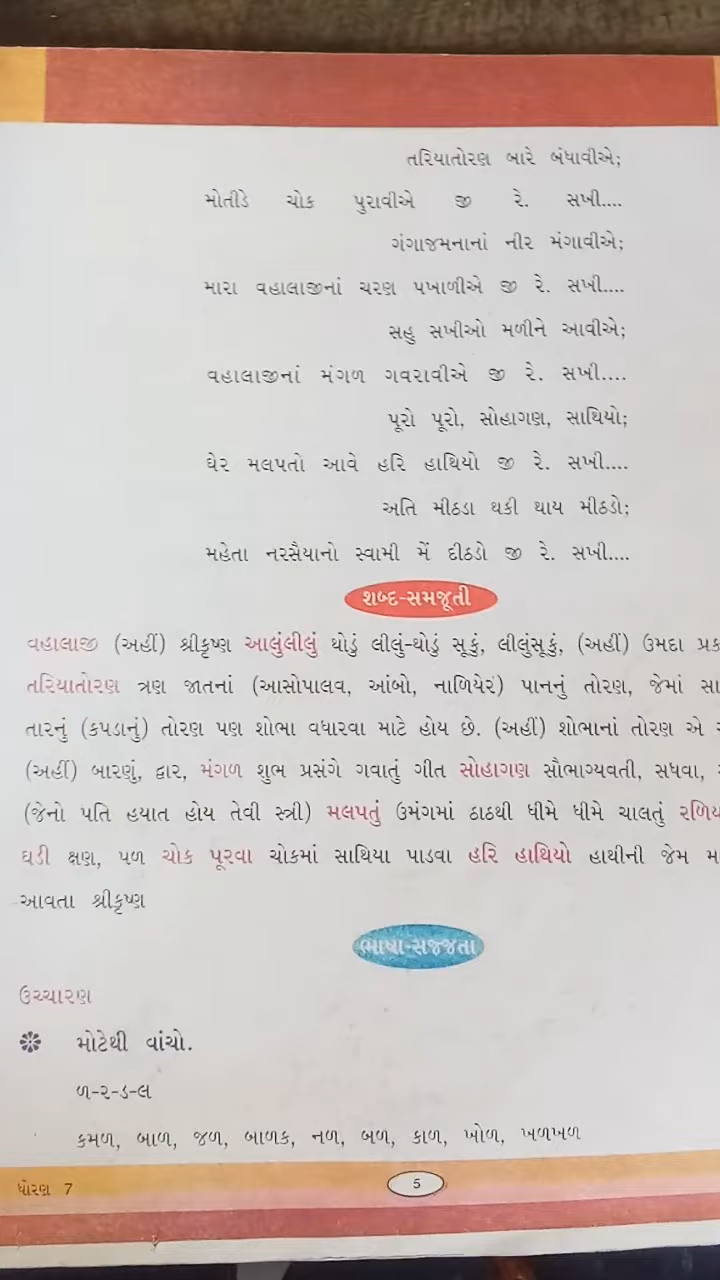 તરિયાતોરણ બારે બંધાવીએ;
મોતીડે ચોક પુરાવીએ જી રે. સખી....
ગંગાજમનાનાં નીર મંગાવીએ;
મારા વહાલાજીનાં ચરણ પખાળીએ જી રે. સખી....
સહુ સખીઓ મળીને આવીએ;
વહાલાજીનાં મંગળ ગવરાવીએ જી રે. સખી....
પૂરો પૂરો, સોહાગણ, સાથિયો;
ઘેર મલપતો આવે હરિ હાથિયો જી રે. સખી....
અતિ મીઠડા થકી થાય મીઠડો;
મહેતા નરસૈયાનો સ્વામી મેં દીઠડો જી રે. સખી....
શબ્દ-સમજૂતી
વહાલાજી (અહીં) શ્રીકૃષ્ણ આલુંલીલું થોડું લીલું-થોડું સૂકું, લીલુંસૂકું, (અહીં) ઉમદા
તરિયાતોરણ ત્રણ જાતનાં (આસોપાલવ, આંબો, નાળિયેર) પાનનું તોરણ, જેમાં
તારનું (કપડાનું) તોરણ પણ શોભા વધારવા માટે હોય છે. (અહીં) શોભાનાં તોરણ એ
(અહીં) બારણું, દ્વાર, મંગળ શુભ પ્રસંગે ગવાતું ગીત સોહાગણ સૌભાગ્યવતી, સધવા,
(જેનો પતિ હયાત હોય તેવી સ્ત્રી) મલપતું ઉમંગમાં ઠાઠથી ધીમે ધીમે ચાલતું
ઘડી ક્ષણ, પળ ચોક પૂરવા ચોકમાં સાથિયા પાડવા હરિ હાથિયો હાથીની જેમ
આવતા શ્રીકૃષ્ણ
ભાષા-સજ્જતા
ઉચ્ચારણ
મોટેથી વાંચો.
ળ-ર-ડ-લ
કમળ, બાળ, જળ, બાળક, નળ, બળ, કાળ, ખોળ, ખળખળ
ધોરણ 7
5